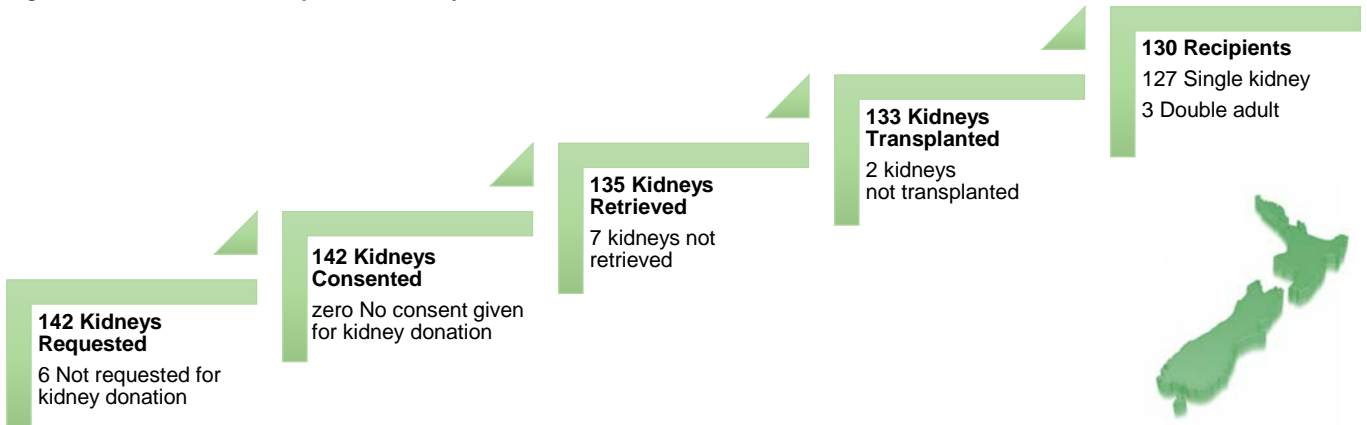 142 Kidneys
Requested
6 Not requested for
kidney donation
142 Kidneys
Consented
zero No consent given
for kidney donation
135 Kidneys
Retrieved
7 kidneys not
retrieved
133 Kidneys
Transplanted
2 kidneys
not transplanted
130 Recipients
127 Single kidney
3 Double adult